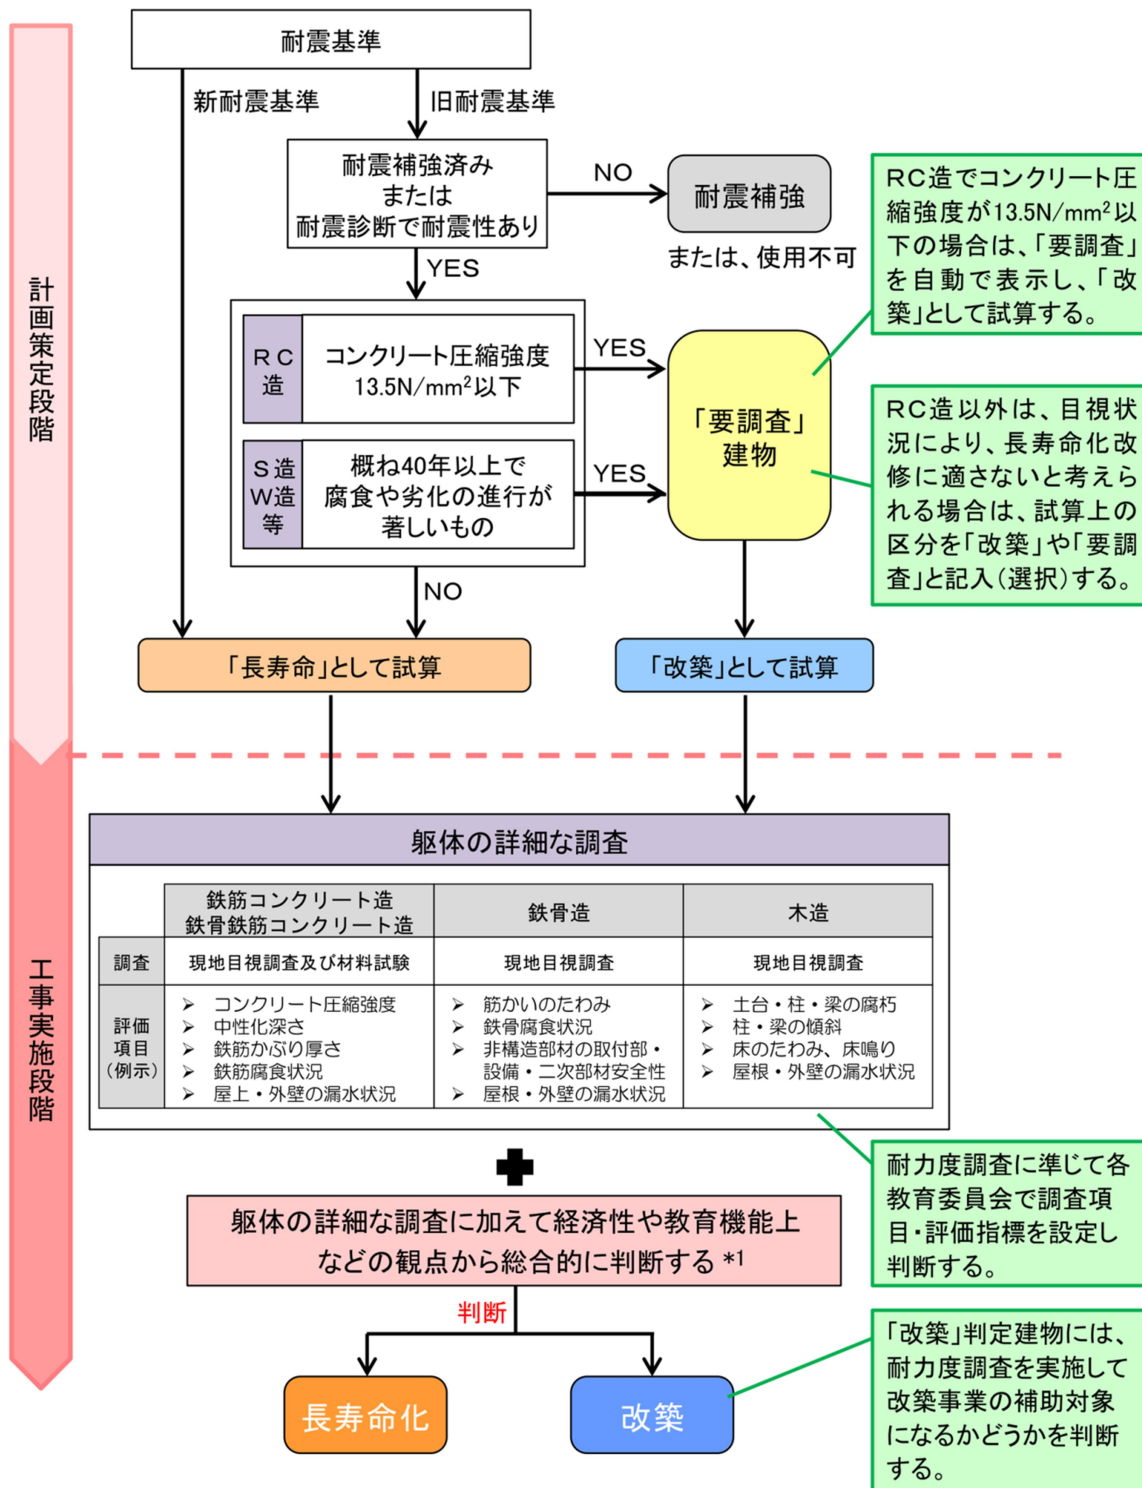 計画策定段階
耐震基準
新耐震基準
旧耐震基準
耐震補強済み
または
耐震診断で耐震性あり
NO
耐震補強
または、使用不可
YES
RC
造
コンクリート圧縮強度
13.5N/mm²以下
YES
S造
W造
等
概ね40年以上で
腐食や劣化の進行が
著しいもの
YES
「要調査」
建物
NO
「長寿命」として試算
「改築」として試算
RC造でコンクリート圧
縮強度が13.5N/mm²以
下の場合は、「要調査」
を自動で表示し、「改
築」として試算する。
RC造以外は、目視状
況により、長寿命化改
修に適さないと考えら
れる場合は、試算上の
区分を「改築」や「要調
査」と記入(選択)する。
工事実施段階
躯体の詳細な調査
鉄筋コンクリート造
鉄骨鉄筋コンクリート造
鉄骨造
木造
調査
現地目視調査及び材料試験
現地目視調査
現地目視調査
評価
項目
(例示)
➢ コンクリート圧縮強度
➢ 中性化深さ
➢ 鉄筋かぶり厚さ
➢ 鉄筋腐食状況
➢ 屋上・外壁の漏水状況
➢ 筋かいのたわみ
➢ 鉄骨腐食状況
➢ 非構造部材の取付部・
設備・二次部材安全性
➢ 屋根・外壁の漏水状況
➢ 土台・柱・梁の腐朽
➢ 柱・梁の傾斜
➢ 床のたわみ、床鳴り
➢ 屋根・外壁の漏水状況
耐力度調査に準じて各
教育委員会で調査項
目・評価指標を設定し
判断する。
躯体の詳細な調査に加えて経済性や教育機能上
などの観点から総合的に判断する *1
判断
長寿命化
改築
「改築」判定建物には、
耐力度調査を実施して
改築事業の補助対象
になるかどうかを判断
する。